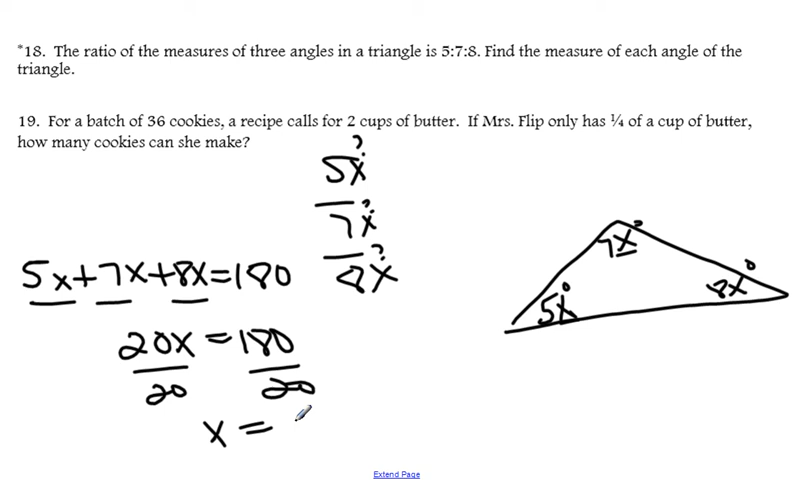 *18. The ratio of the measures of three angles in a triangle is 5:7:8. Find the measure of each angle of the
triangle.
19. For a batch of 36 cookies, a recipe calls for 2 cups of butter. If Mrs. Flip only has ¼ of a cup of butter,
how many cookies can she make?
?
5x
?
7x
?
8x
5x+7x+8x=180
20x=180
20 20
x=
7x°
5x°
8x°
Extend Page